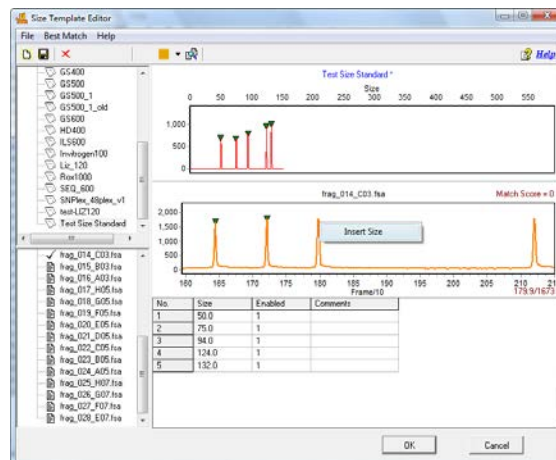 Size Template Editor
File Best Match Help
Help
GS400
GS500
GS500_1
GS500_1_old
GS600
HD400
ILS600
Invitrogen100
Liz_120
Rox1000
SEQ_600
SNPlex_48plex_v1
test-LIZ120
Test Size Standard
Test Size Standard *
Size
0 50 100 150 200 250 300 350 400 450 500 550
1,000
500
0
frag_014_C03.fsa Match Score = 0
2,000
1,500
1,000
500
0
Insert Size
160 165 170 175 180 185 190 195 200 205 210 21
Frame/10 179.9/1673
frag_014_C03.fsa
frag_015_B03.fsa
frag_016_A03.fsa
frag_017_H05.fsa
frag_018_G05.fsa
frag_019_F05.fsa
frag_020_E05.fsa
frag_021_D05.fsa
frag_022_C05.fsa
frag_023_B05.fsa
frag_024_A05.fsa
frag_025_H07.fsa
frag_026_G07.fsa
frag_027_F07.fsa
frag_028_E07.fsa
No. Size Enabled Comments
1 50.0 1
2 75.0 1
3 94.0 1
4 124.0 1
5 132.0 1
OK Cancel